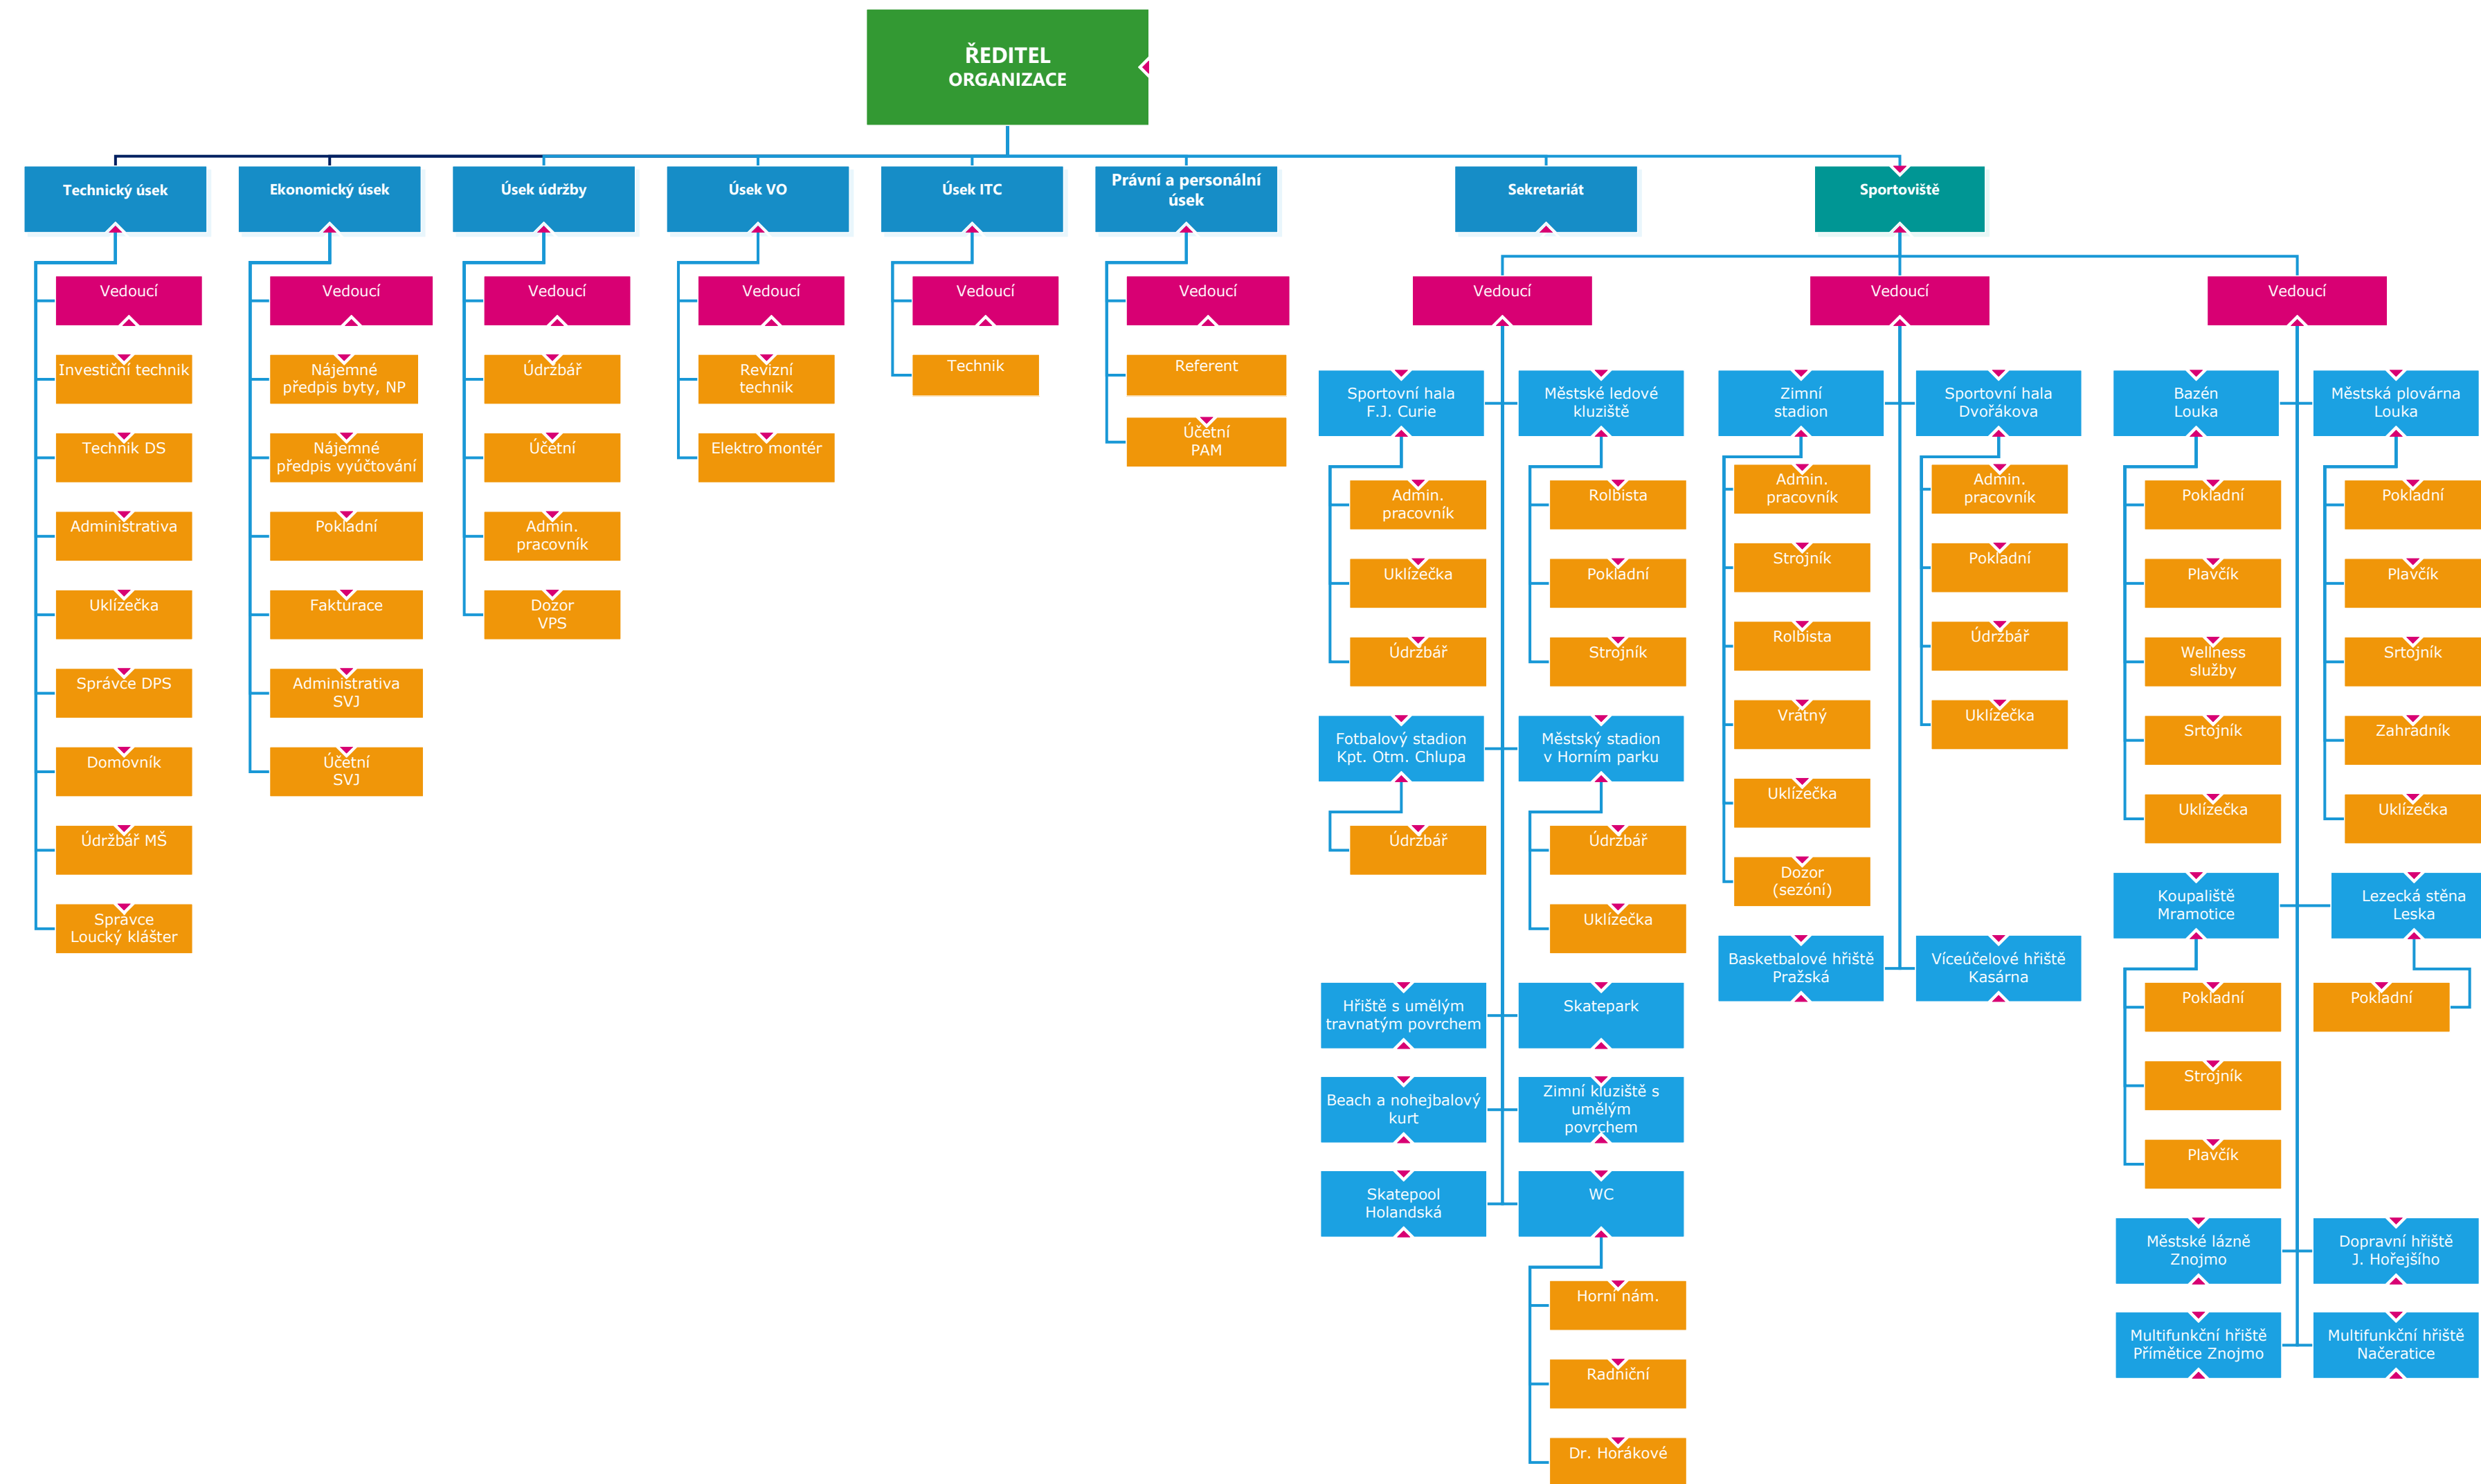 ŘEDITEL
ORGANIZACE
Technický úsek
Ekonomický úsek
Úsek údržby
Úsek VO
Úsek ITC
Právní a personální
úsek
Sekretariát
Sportoviště
Vedoucí
Investiční technik
Technik DS
Administrativa
Uklízečka
Správce DPS
Domovník
Údržbář MŠ
Správce
Loucký klášter
Vedoucí
Nájemné
předpis byty, NP
Nájemné
předpis vyúčtování
Pokladní
Fakturace
Administrativa
SVJ
Účetní
SVJ
Vedoucí
Údržbář
Účetní
Admin.
pracovník
Dozor
VPS
Vedoucí
Revizní
technik
Elektro montér
Vedoucí
Technik
Vedoucí
Referent
Účetní
PAM
Vedoucí
Sportovní hala
F.J. Curie
Admin.
pracovník
Uklízečka
Údržbář
Městské ledové
kluziště
Rolbista
Pokladní
Strojník
Fotbalový stadion
Kpt. Otm. Chlupa
Údržbář
Městský stadion
v Horním parku
Údržbář
Uklízečka
Hřiště s umělým
travnatým povrchem
Skatepark
Beach a nohejbalový
kurt
Zimní kluziště s
umělým
povrchem
Skatepool
Holandská
WC
Horní nám.
Radniční
Dr. Horákové
Vedoucí
Zimní
stadion
Admin.
pracovník
Strojník
Rolbista
Vrátný
Uklízečka
Dozor
(sezóní)
Sportovní hala
Dvořákova
Admin.
pracovník
Pokladní
Údržbář
Uklízečka
Basketbalové hřiště
Pražská
Víceúčelové hřiště
Kasárna
Vedoucí
Bazén
Louka
Pokladní
Plavčík
Wellness
služby
Srtojník
Uklízečka
Městská plovárna
Louka
Pokladní
Plavčík
Srtojník
Zahradník
Uklízečka
Koupaliště
Mramotice
Pokladní
Strojník
Plavčík
Lezecká stěna
Leska
Pokladní
Městské lázně
Znojmo
Dopravní hřiště
J. Hořejšího
Multifunkční hřiště
Přímětice Znojmo
Multifunkční hřiště
Načeratice